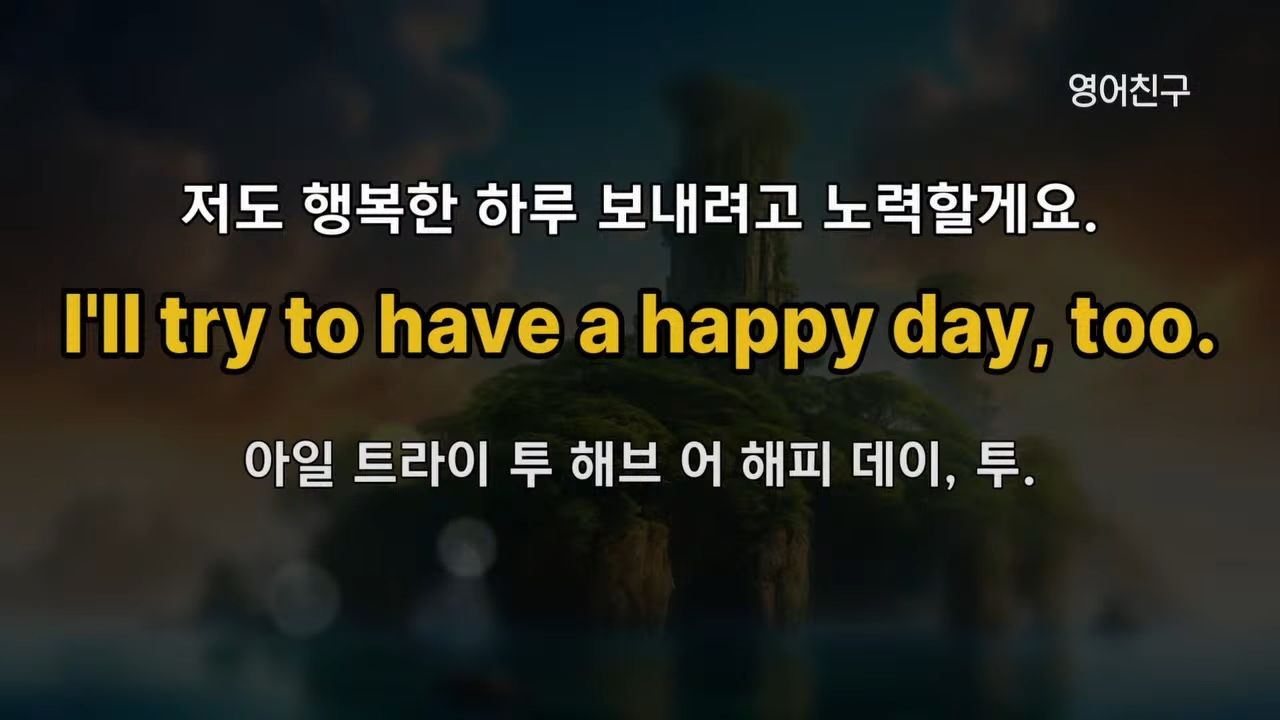 영어친구
저도 행복한 하루 보내려고 노력할게요.
I'll try to have a happy day, too.
아일 트라이 투 해브 어 해피 데이, 투.